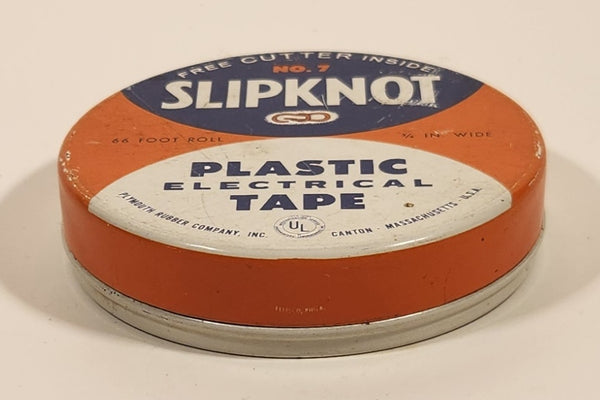 FREE CUTTER INSIDE
NO. 7
SLIPKNOT
66 FOOT ROLL
¾ IN. WIDE
PLASTIC
ELECTRICAL
TAPE
PLYMOUTH RUBBER COMPANY, INC.
UL
CANTON - MASSACHUSETTS - U.S.A.